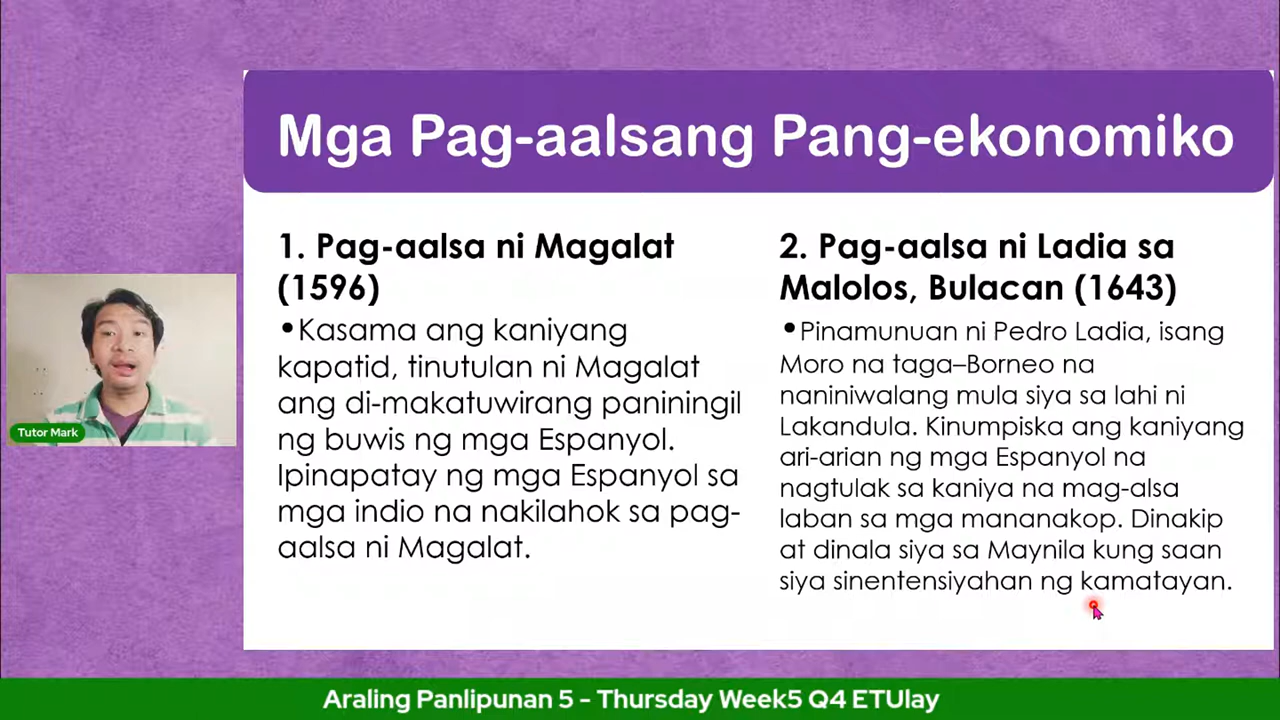 Mga Pag-aalsang Pang-ekonomiko
1. Pag-aalsa ni Magalat
(1596)
•Kasama ang kaniyang
kapatid, tinutulan ni Magalat
ang di-makatuwirang paniningil
ng buwis ng mga Espanyol.
Ipinapatay ng mga Espanyol sa
mga indio na nakilahok sa pag-
aalsa ni Magalat.
2. Pag-aalsa ni Ladia sa
Malolos, Bulacan (1643)
•Pinamunuan ni Pedro Ladia, isang
Moro na taga–Borneo na
naniniwalang mula siya sa lahi ni
Lakandula. Kinumpiska ang kaniyang
ari-arian ng mga Espanyol na
nagtulak sa kaniya na mag-alsa
laban sa mga mananakop. Dinakip
at dinala siya sa Maynila kung saan
siya sinentensiyahan ng kamatayan.
Tutor Mark
Araling Panlipunan 5 - Thursday Week5 Q4 ETUlay